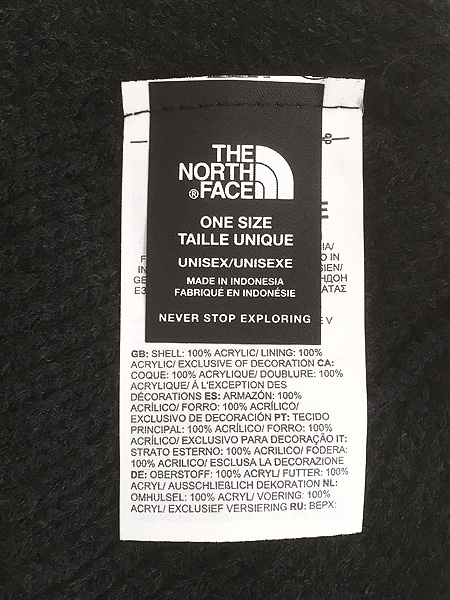 THE
NORTH
®FACE
ONE SIZE
TAILLE UNIQUE
UNISEX/UNISEXE
MADE IN INDONESIA
FABRIQUÉ EN INDONÉSIE
NEVER STOP EXPLORING
GB: SHELL: 100% ACRYLIC/ LINING: 100%
ACRYLIC/ EXCLUSIVE OF DECORATION CA:
COQUE: 100% ACRYLIQUE/ DOUBLURE: 100%
ACRYLIQUE/ À L'EXCEPTION DES
DÉCORATIONS ES: ARMAZÓN: 100%
ACRÍLICO/ FORRO: 100% ACRÍLICO/
EXCLUSIVO DE DECORACIÓN PT: TECIDO
PRINCIPAL: 100% ACRÍLICO/ FORRO: 100%
ACRÍLICO/ EXCLUSIVO PARA DECORAÇÃO IT:
STRATO ESTERNO: 100% ACRILICO/ FODERA:
100% ACRILICO/ ESCLUSA LA DECORAZIONE
DE: OBERSTOFF: 100% ACRYL/ FUTTER: 100%
ACRYL/ AUSSCHLIEẞLICH DEKORATION NL:
OMHULSEL: 100% ACRYL/ VOERING: 100%
ACRYL/ EXCLUSIEF VERSIERING RU: ВЕРХ: